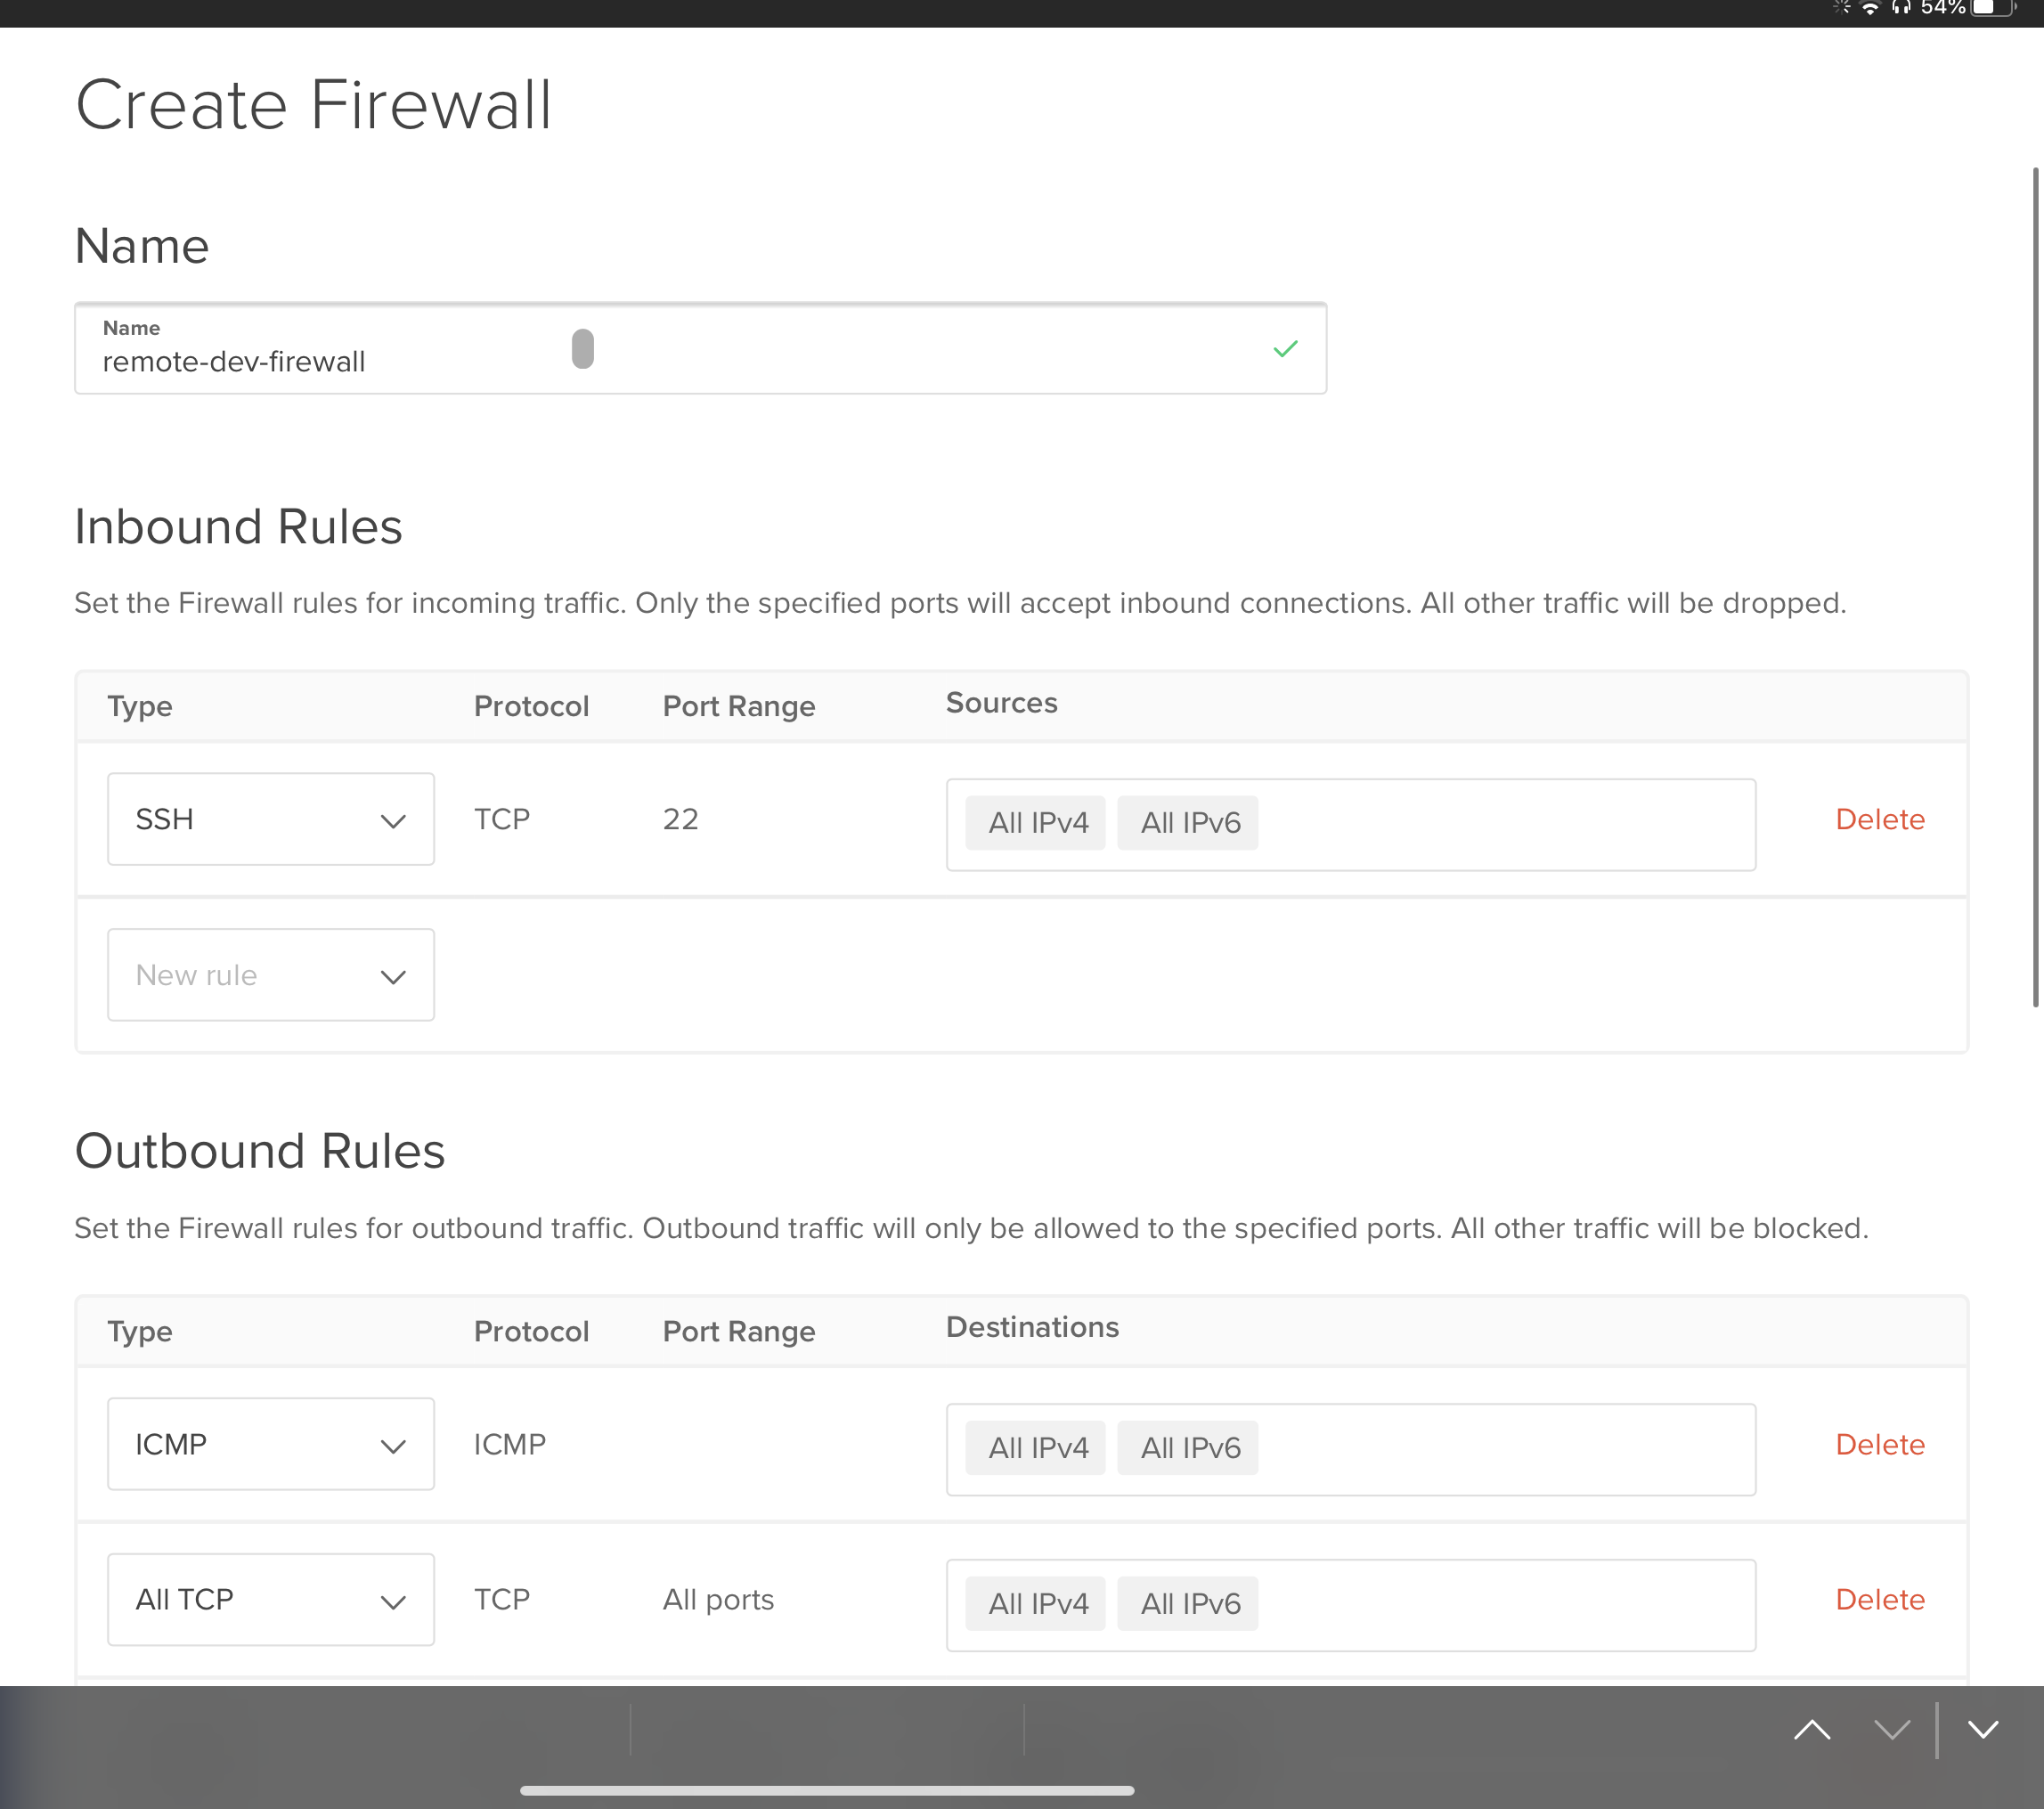 54%
Create Firewall
Name
Name
remote-dev-firewall
Inbound Rules
Set the Firewall rules for incoming traffic. Only the specified ports will accept inbound connections. All other traffic will be dropped.
Type Protocol Port Range Sources
SSH TCP 22 All IPv4 All IPv6 Delete
New rule
Outbound Rules
Set the Firewall rules for outbound traffic. Outbound traffic will only be allowed to the specified ports. All other traffic will be blocked.
Type Protocol Port Range Destinations
ICMP ICMP All IPv4 All IPv6 Delete
All TCP TCP All ports All IPv4 All IPv6 Delete